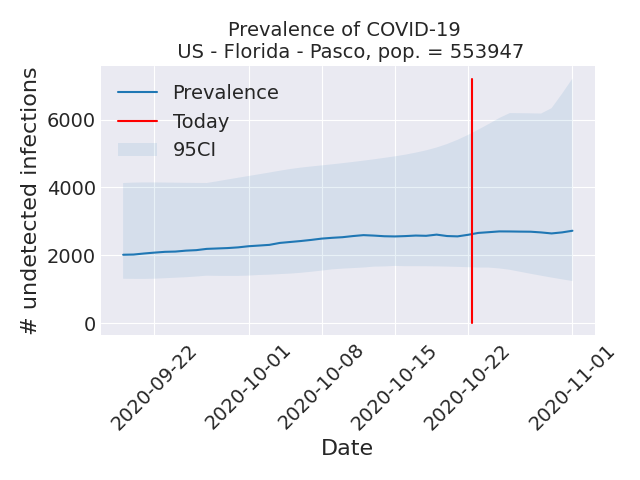 Prevalence of COVID-19
US - Florida - Pasco, pop. = 553947
# undetected infections
6000
4000
2000
0
Prevalence
Today
95CI
2020-09-22
2020-10-01
2020-10-08
2020-10-15
2020-10-22
2020-11-01
Date